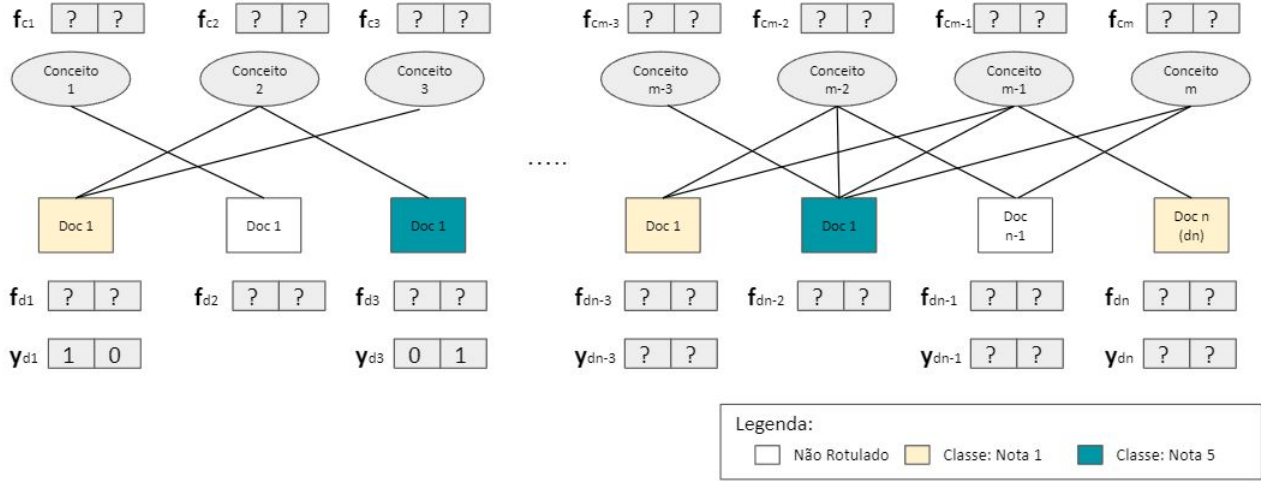 fc1 ? ? fc2 ? ? fc3 ? ? fcm-3 ? ? fcm-2 ? ? fcm-1 ? ? fcm ? ?
Conceito
1
Conceito
2
Conceito
3
Conceito
m-3
Conceito
m-2
Conceito
m-1
Conceito
m
.....
Doc 1
Doc 1
Doc 1
Doc 1
Doc 1
Doc
n-1
Doc n
(dn)
fd1 ? ? fd2 ? ? fd3 ? ? fdn-3 ? ? fdn-2 ? ? fdn-1 ? ? fdn ? ?
yd1 1 0 yd3 0 1 ydn-3 ? ? ydn-1 ? ? ydn ? ?
Legenda:
Não Rotulado Classe: Nota 1 Classe: Nota 5